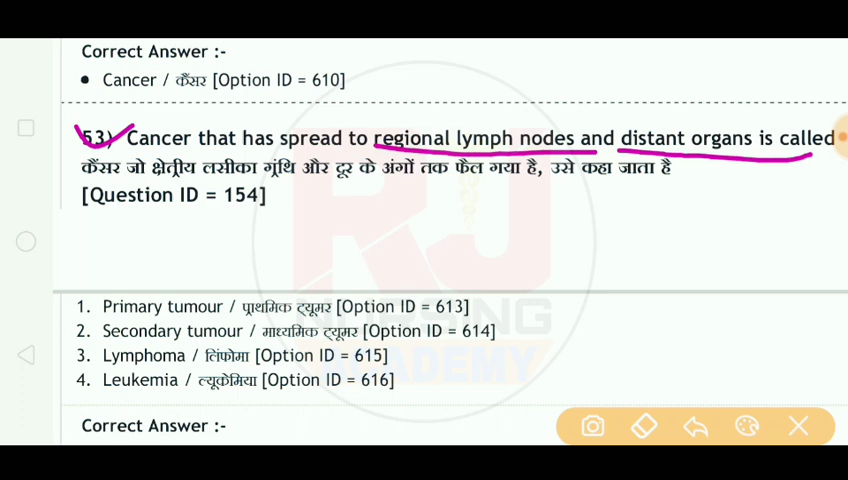 Correct Answer :-
● Cancer / कैंसर [Option ID = 610]
53) Cancer that has spread to regional lymph nodes and distant organs is called
कैंसर जो क्षेत्रीय लसीका ग्रंथि और दूर के अंगों तक फैल गया है, उसे कहा जाता है
[Question ID = 154]
RJ
NURSING
ACADEMY
1. Primary tumour / प्राथमिक ट्यूमर [Option ID = 613]
2. Secondary tumour / माध्यमिक ट्यूमर [Option ID = 614]
3. Lymphoma / लिंफोमा [Option ID = 615]
4. Leukemia / ल्यूकेमिया [Option ID = 616]
Correct Answer :-